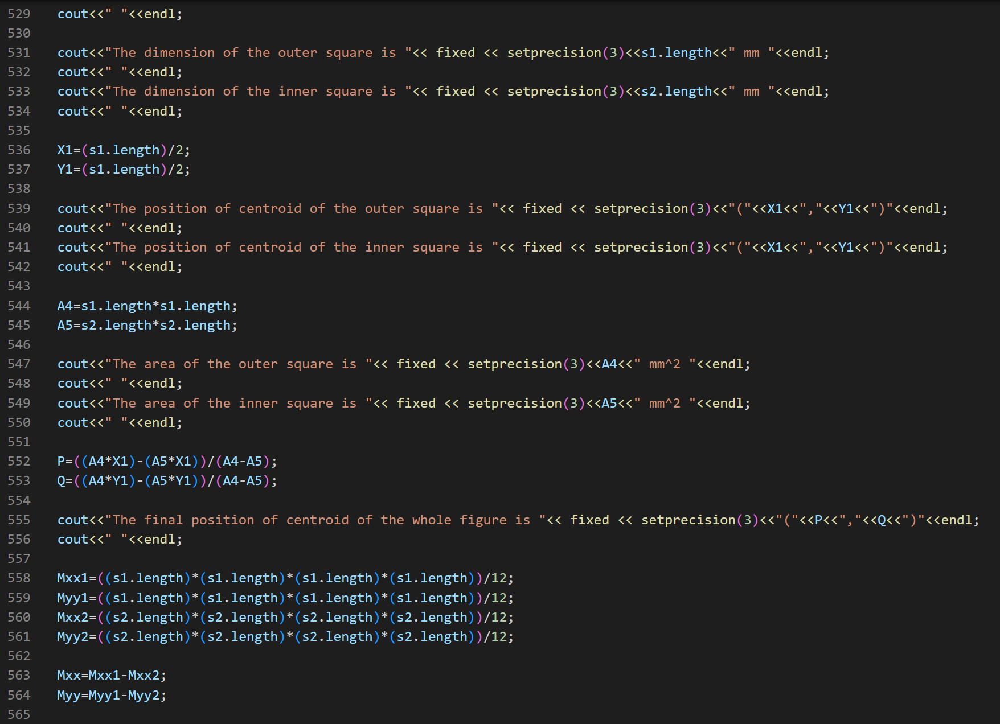 529 cout<<" "<<endl;
530
531 cout<<"The dimension of the outer square is "<< fixed << setprecision(3)<<s1.length<<" mm "<<endl;
532 cout<<" "<<endl;
533 cout<<"The dimension of the inner square is "<< fixed << setprecision(3)<<s2.length<<" mm "<<endl;
534 cout<<" "<<endl;
535
536 X1=(s1.length)/2;
537 Y1=(s1.length)/2;
538
539 cout<<"The position of centroid of the outer square is "<< fixed << setprecision(3)<<"("<<X1<<","<<Y1<<")"<<endl;
540 cout<<" "<<endl;
541 cout<<"The position of centroid of the inner square is "<< fixed << setprecision(3)<<"("<<X1<<","<<Y1<<")"<<endl;
542 cout<<" "<<endl;
543
544 A4=s1.length*s1.length;
545 A5=s2.length*s2.length;
546
547 cout<<"The area of the outer square is "<< fixed << setprecision(3)<<A4<<" mm^2 "<<endl;
548 cout<<" "<<endl;
549 cout<<"The area of the inner square is "<< fixed << setprecision(3)<<A5<<" mm^2 "<<endl;
550 cout<<" "<<endl;
551
552 P=((A4*X1)-(A5*X1))/(A4-A5);
553 Q=((A4*Y1)-(A5*Y1))/(A4-A5);
554
555 cout<<"The final position of centroid of the whole figure is "<< fixed << setprecision(3)<<"("<<P<<","<<Q<<")"<<endl;
556 cout<<" "<<endl;
557
558 Mxx1=((s1.length)*(s1.length)*(s1.length)*(s1.length))/12;
559 Myy1=((s1.length)*(s1.length)*(s1.length)*(s1.length))/12;
560 Mxx2=((s2.length)*(s2.length)*(s2.length)*(s2.length))/12;
561 Myy2=((s2.length)*(s2.length)*(s2.length)*(s2.length))/12;
562
563 Mxx=Mxx1-Mxx2;
564 Myy=Myy1-Myy2;
565